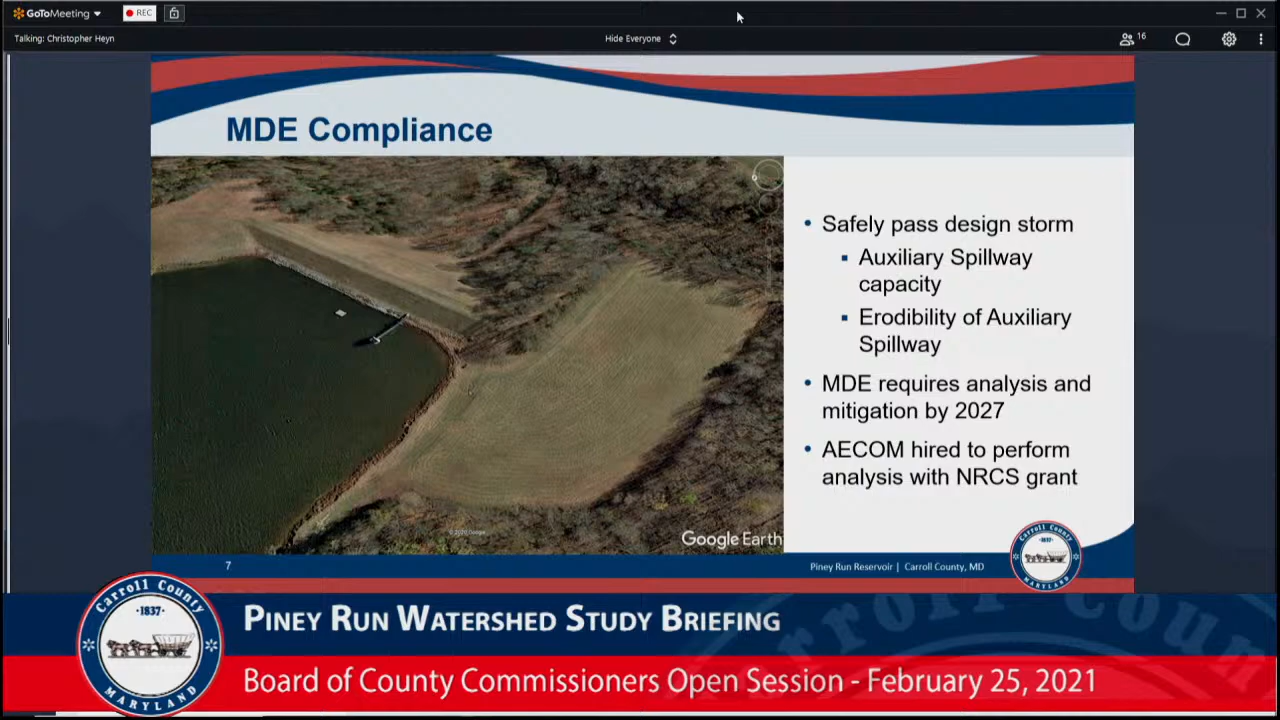 GoToMeeting
REC
Talking: Christopher Heyn
Hide Everyone
16
MDE Compliance
• Safely pass design storm
▪ Auxiliary Spillway
capacity
▪ Erodibility of Auxiliary
Spillway
• MDE requires analysis and
mitigation by 2027
• AECOM hired to perform
analysis with NRCS grant
Google Earth
7
Piney Run Reservoir | Carroll County, MD
Carroll County
·1837·
MARYLAND
PINEY RUN WATERSHED STUDY BRIEFING
Board of County Commissioners Open Session - February 25, 2021